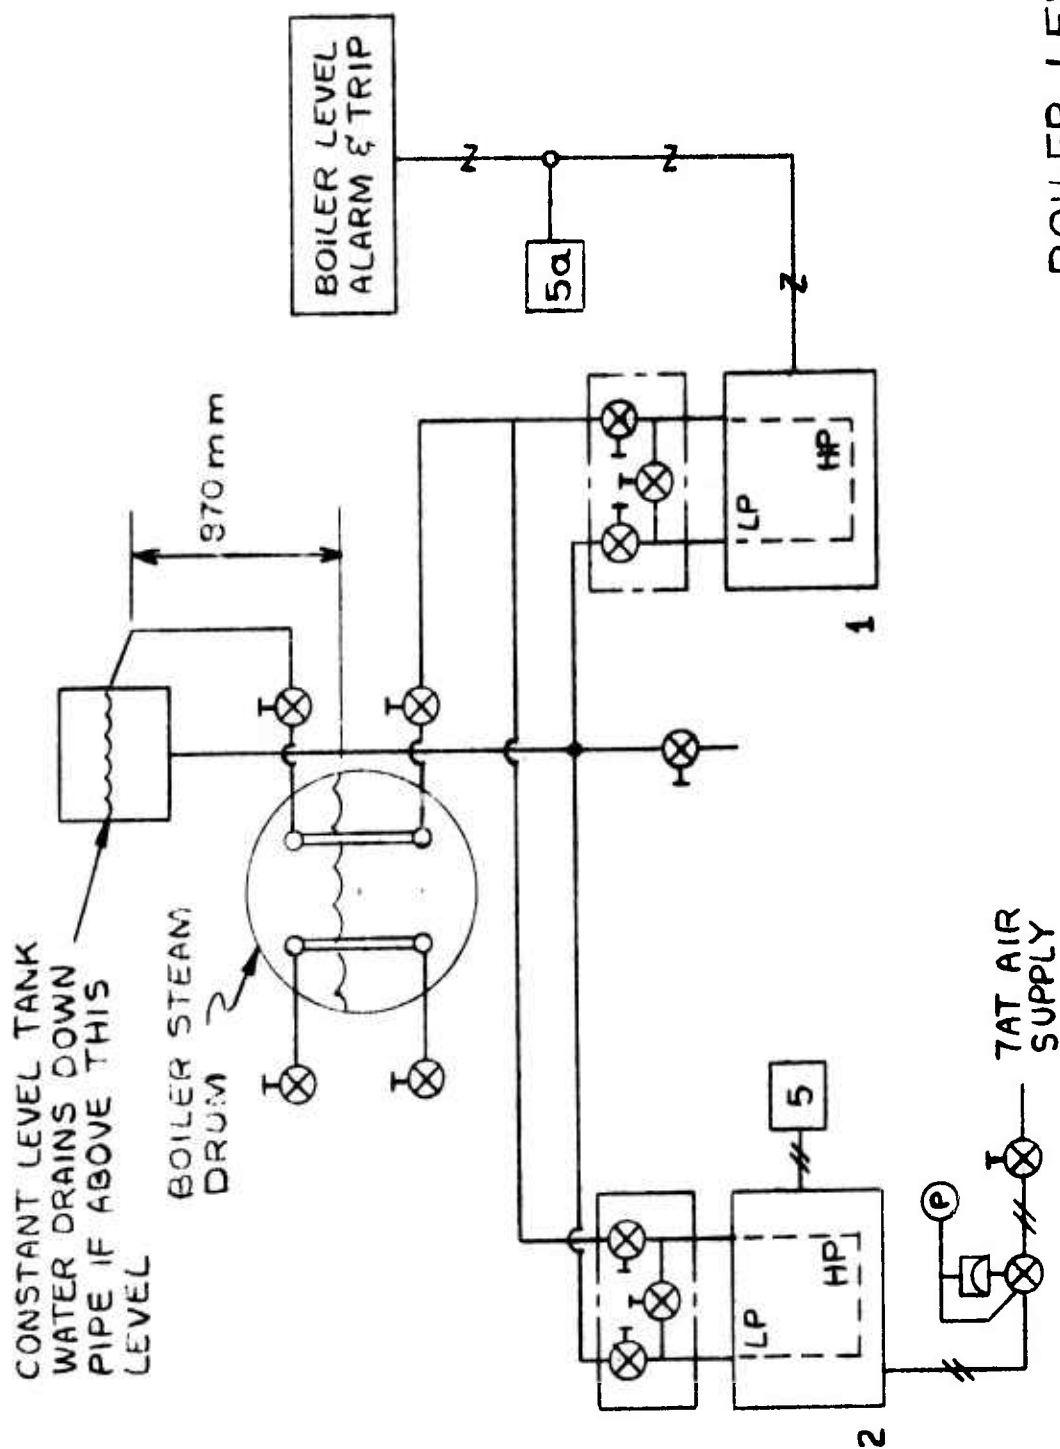 CONSTANT LEVEL TANK
WATER DRAINS DOWN
PIPE IF ABOVE THIS
LEVEL
BOILER STEAM
DRUM
970 mm
BOILER LEVEL
ALARM & TRIP
5a
LP
HP
1
LP
HP
2
5
P
7AT AIR
SUPPLY